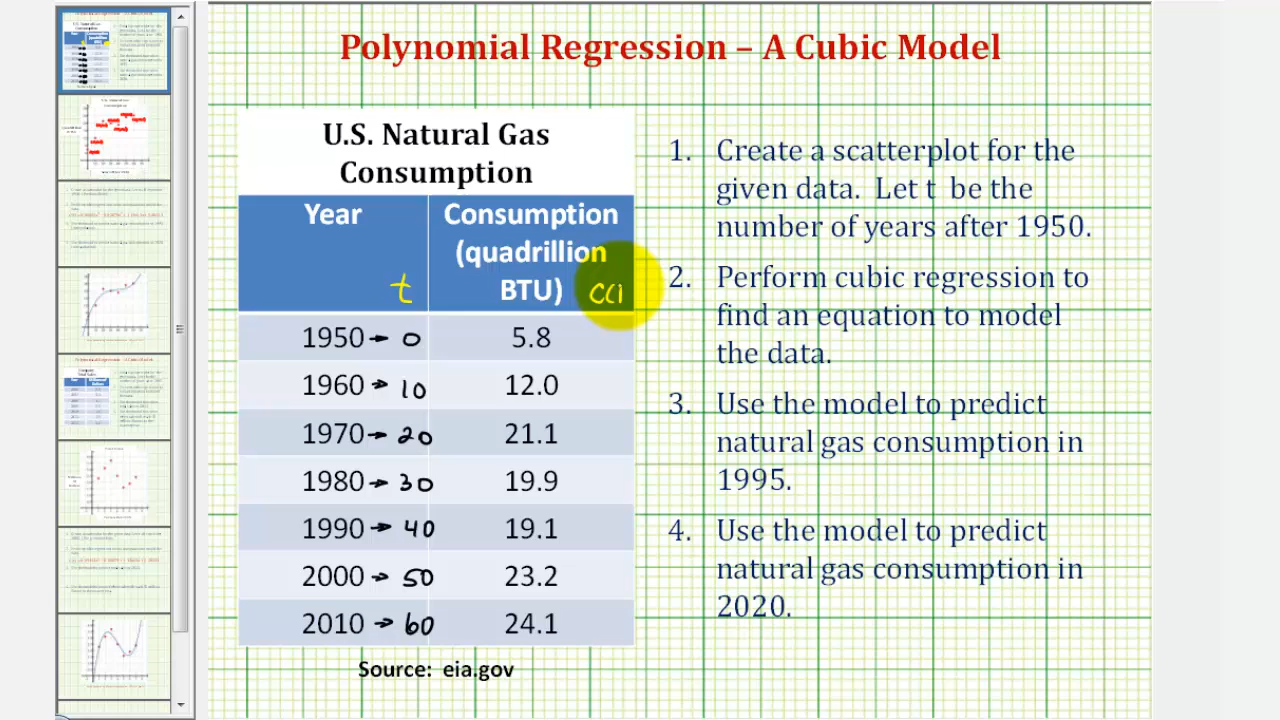 Polynomial Regression – A Cubic Model
U.S. Natural Gas
Consumption
Year
t
Consumption
(quadrillion
BTU)
1950 → 0 5.8
1960 → 10 12.0
1970 → 20 21.1
1980 → 30 19.9
1990 → 40 19.1
2000 → 50 23.2
2010 → 60 24.1
Source: eia.gov
1. Create a scatterplot for the
given data. Let t be the
number of years after 1950.
2. Perform cubic regression to
find an equation to model
the data.
3. Use the model to predict
natural gas consumption in
1995.
4. Use the model to predict
natural gas consumption in
2020.